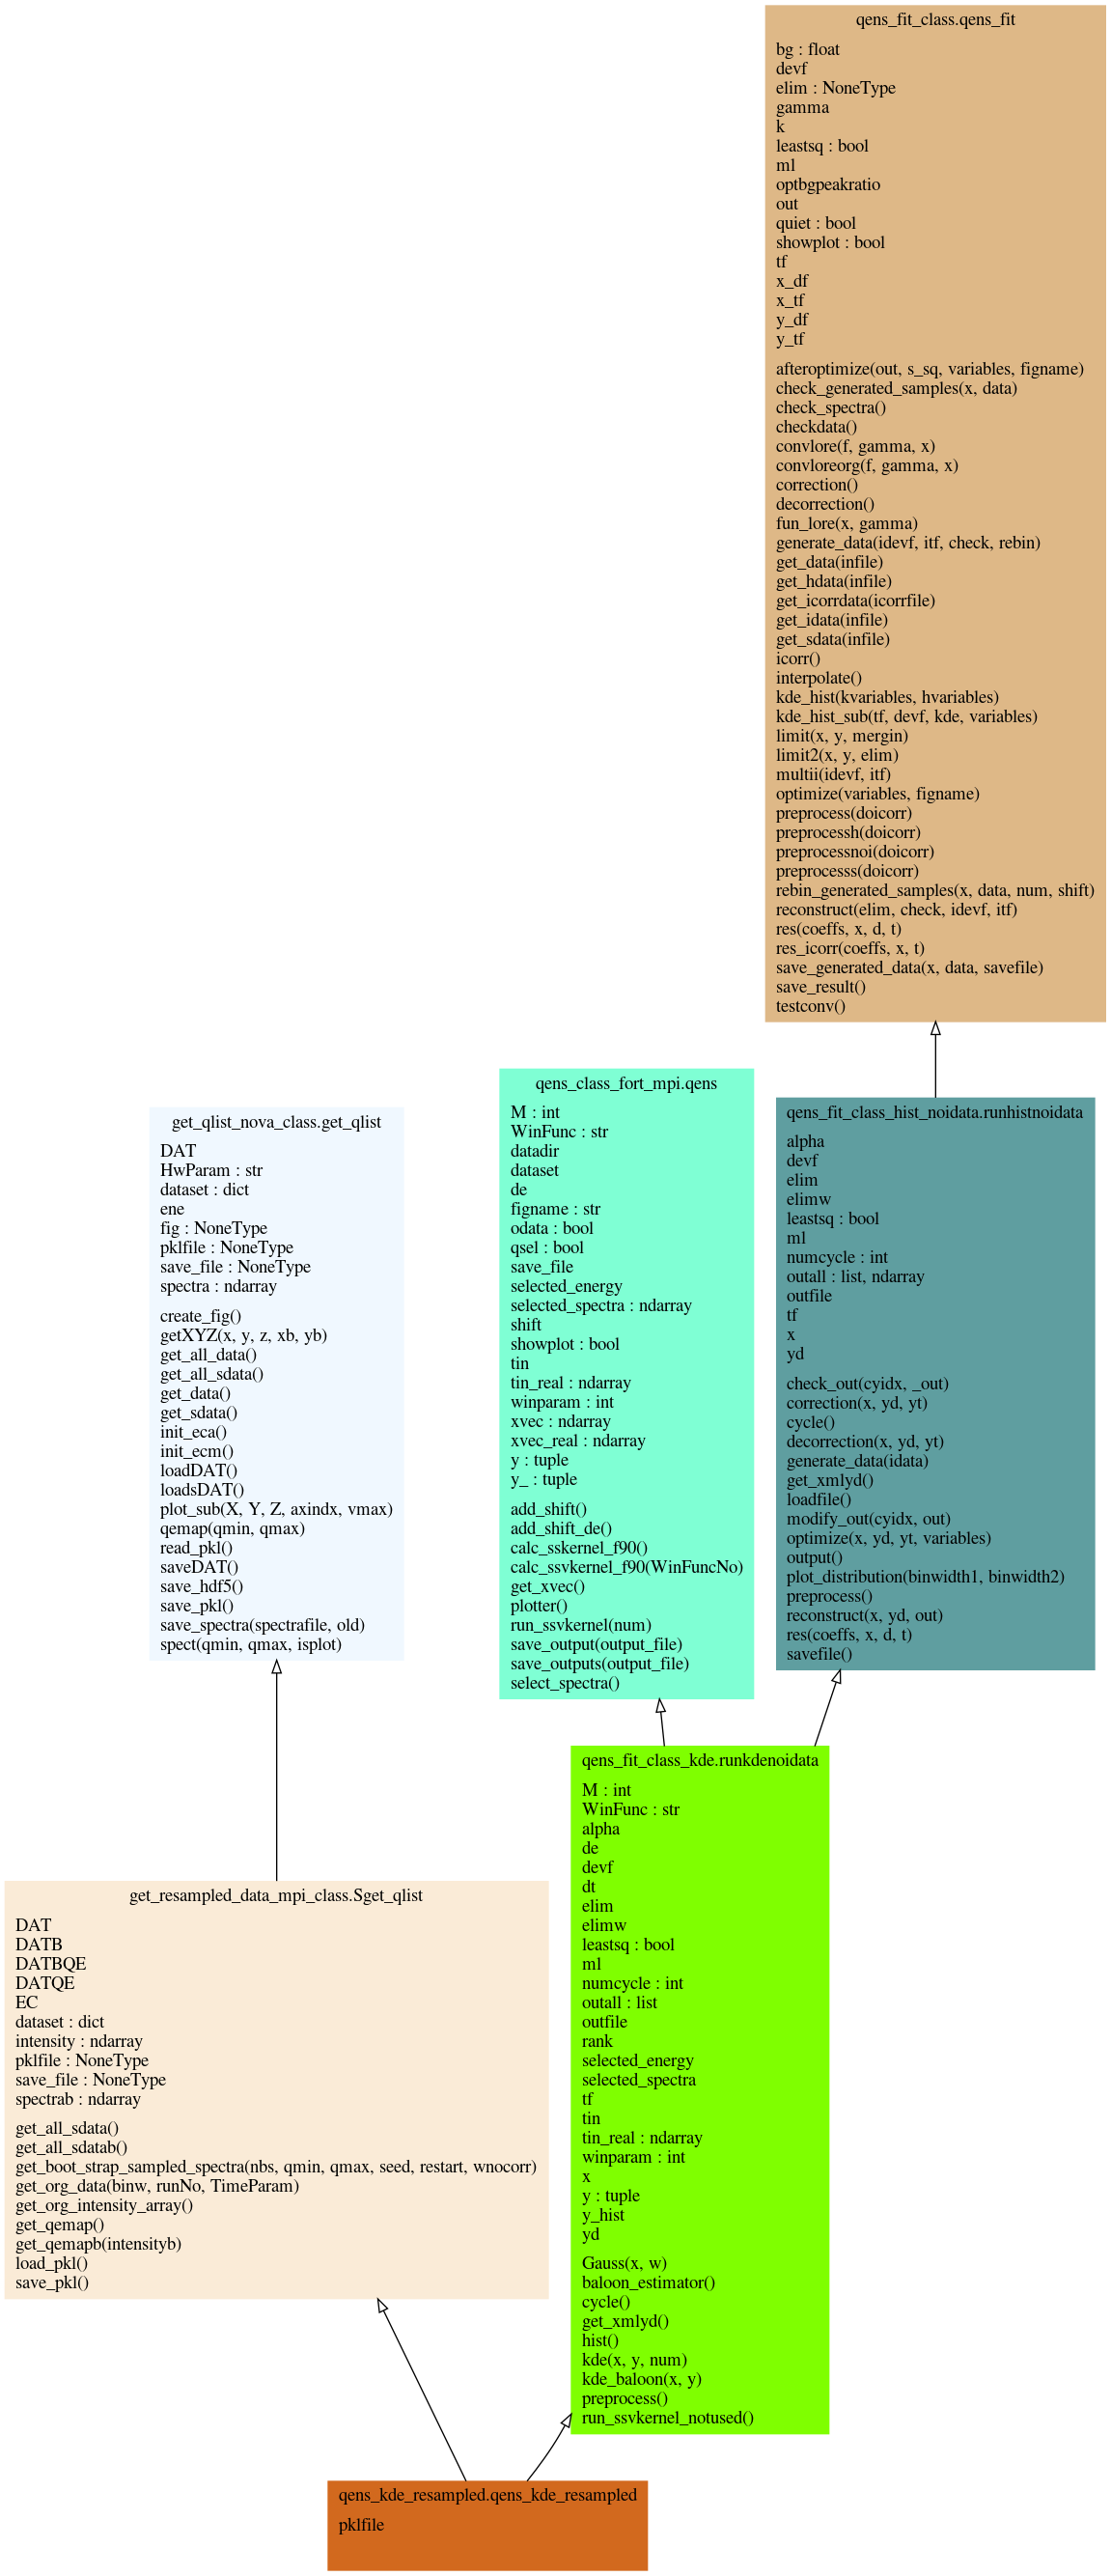 qens_fit_class.qens_fit
bg : float
devf
elim : NoneType
gamma
k
leastsq : bool
ml
optbgpeakratio
out
quiet : bool
showplot : bool
tf
x_df
x_tf
y_df
y_tf
afteroptimize(out, s_sq, variables, figname)
check_generated_samples(x, data)
check_spectra()
checkdata()
convlore(f, gamma, x)
convloreorg(f, gamma, x)
correction()
decorrection()
fun_lore(x, gamma)
generate_data(idevf, itf, check, rebin)
get_data(infile)
get_hdata(infile)
get_icorrdata(icorrfile)
get_idata(infile)
get_sdata(infile)
icorr()
interpolate()
kde_hist(kvariables, hvariables)
kde_hist_sub(tf, devf, kde, variables)
limit(x, y, mergin)
limit2(x, y, elim)
multii(idevf, itf)
optimize(variables, figname)
preprocess(doicorr)
preprocessh(doicorr)
preprocessnoi(doicorr)
preprocesss(doicorr)
rebin_generated_samples(x, data, num, shift)
reconstruct(elim, check, idevf, itf)
res(coeffs, x, d, t)
res_icorr(coeffs, x, t)
save_generated_data(x, data, savefile)
save_result()
testconv()
get_qlist_nova_class.get_qlist
DAT
HwParam : str
dataset : dict
ene
fig : NoneType
pklfile : NoneType
save_file : NoneType
spectra : ndarray
create_fig()
getXYZ(x, y, z, xb, yb)
get_all_data()
get_all_sdata()
get_data()
get_sdata()
init_eca()
init_ecm()
loadDAT()
loadsDAT()
plot_sub(X, Y, Z, axindx, vmax)
qemap(qmin, qmax)
read_pkl()
saveDAT()
save_hdf5()
save_pkl()
save_spectra(spectrafile, old)
spect(qmin, qmax, isplot)
qens_class_fort_mpi.qens
M : int
WinFunc : str
datadir
dataset
de
figname : str
odata : bool
qsel : bool
save_file
selected_energy
selected_spectra : ndarray
shift
showplot : bool
tin
tin_real : ndarray
winparam : int
xvec : ndarray
xvec_real : ndarray
y : tuple
y_ : tuple
add_shift()
add_shift_de()
calc_sskernel_f90()
calc_ssvkernel_f90(WinFuncNo)
get_xvec()
plotter()
run_ssvkernel(num)
save_output(output_file)
save_outputs(output_file)
select_spectra()
qens_fit_class_hist_noidata.runhistnoidata
alpha
devf
elim
elimw
leastsq : bool
ml
numcycle : int
outall : list, ndarray
outfile
tf
x
yd
check_out(cyidx, _out)
correction(x, yd, yt)
cycle()
decorrection(x, yd, yt)
generate_data(idata)
get_xmlyd()
loadfile()
modify_out(cyidx, out)
optimize(x, yd, yt, variables)
output()
plot_distribution(binwidth1, binwidth2)
preprocess()
reconstruct(x, yd, out)
res(coeffs, x, d, t)
savefile()
get_resampled_data_mpi_class.Sget_qlist
DAT
DATB
DATBQE
DATQE
EC
dataset : dict
intensity : ndarray
pklfile : NoneType
save_file : NoneType
spectrab : ndarray
get_all_sdata()
get_all_sdatab()
get_boot_strap_sampled_spectra(nbs, qmin, qmax, seed, restart, wnocorr)
get_org_data(binw, runNo, TimeParam)
get_org_intensity_array()
get_qemap()
get_qemapb(intensityb)
load_pkl()
save_pkl()
qens_fit_class_kde.runkdenoidata
M : int
WinFunc : str
alpha
de
devf
dt
elim
elimw
leastsq : bool
ml
numcycle : int
outall : list
outfile
rank
selected_energy
selected_spectra
tf
tin
tin_real : ndarray
winparam : int
x
y : tuple
y_hist
yd
Gauss(x, w)
baloon_estimator()
cycle()
get_xmlyd()
hist()
kde(x, y, num)
kde_baloon(x, y)
preprocess()
run_ssvkernel_notused()
qens_kde_resampled.qens_kde_resampled
pklfile